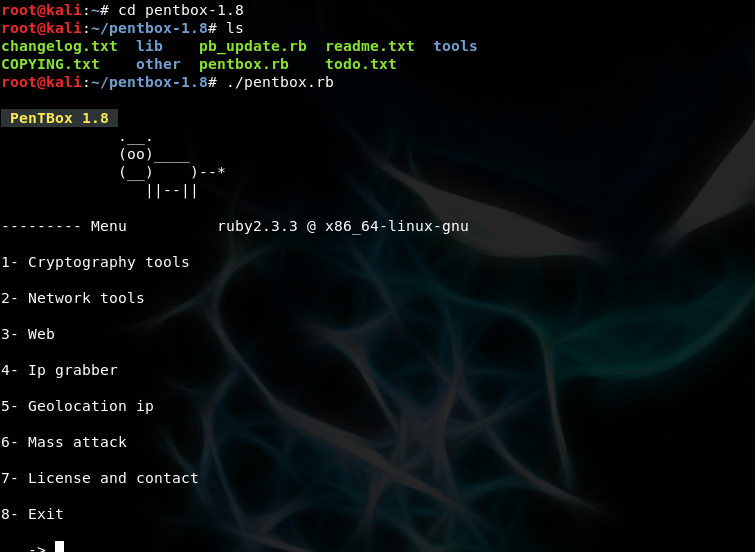 root@kali:~# cd pentbox-1.8
root@kali:~/pentbox-1.8# ls
changelog.txt  lib    pb_update.rb  readme.txt  tools
COPYING.txt    other  pentbox.rb    todo.txt
root@kali:~/pentbox-1.8# ./pentbox.rb
PenTBox 1.8
             .__.
             (oo)____
             (__)    )--*
                ||--||
--------- Menu          ruby2.3.3 @ x86_64-linux-gnu
1- Cryptography tools
2- Network tools
3- Web
4- Ip grabber
5- Geolocation ip
6- Mass attack
7- License and contact
8- Exit
   ->